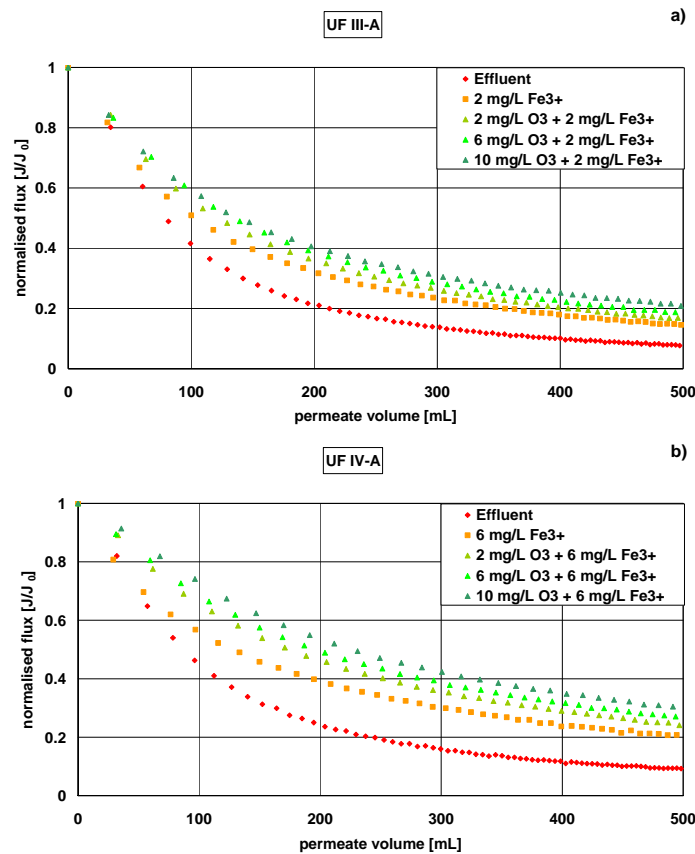 a)
UF III-A
Effluent
2 mg/L Fe3+
2 mg/L O3 + 2 mg/L Fe3+
6 mg/L O3 + 2 mg/L Fe3+
10 mg/L O3 + 2 mg/L Fe3+
normalised flux [J/J0]
1
0.8
0.6
0.4
0.2
0
0 100 200 300 400 500
permeate volume [mL]
b)
UF IV-A
Effluent
6 mg/L Fe3+
2 mg/L O3 + 6 mg/L Fe3+
6 mg/L O3 + 6 mg/L Fe3+
10 mg/L O3 + 6 mg/L Fe3+
normalised flux [J/J0]
1
0.8
0.6
0.4
0.2
0
0 100 200 300 400 500
permeate volume [mL]